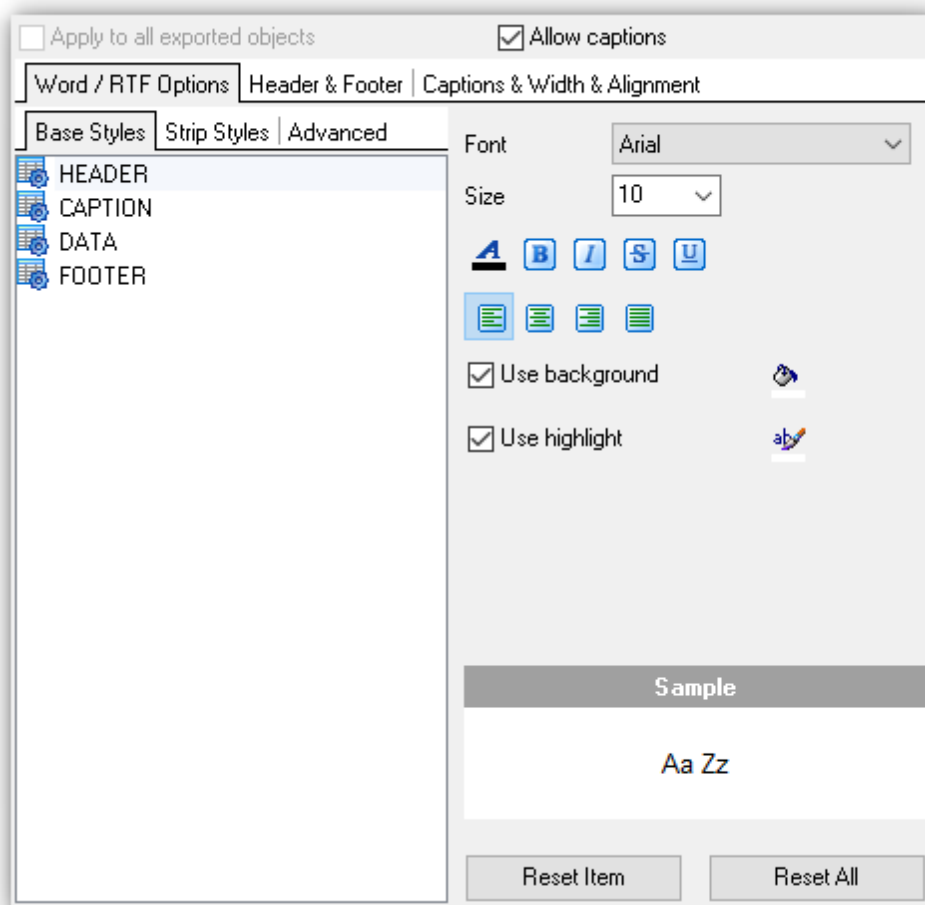 Apply to all exported objects Allow captions
Word / RTF Options Header & Footer Captions & Width & Alignment
Base Styles Strip Styles Advanced
HEADER
CAPTION
DATA
FOOTER
Font Arial
Size 10
A B I S U
Use background
Use highlight ab
Sample
Aa Zz
Reset Item Reset All